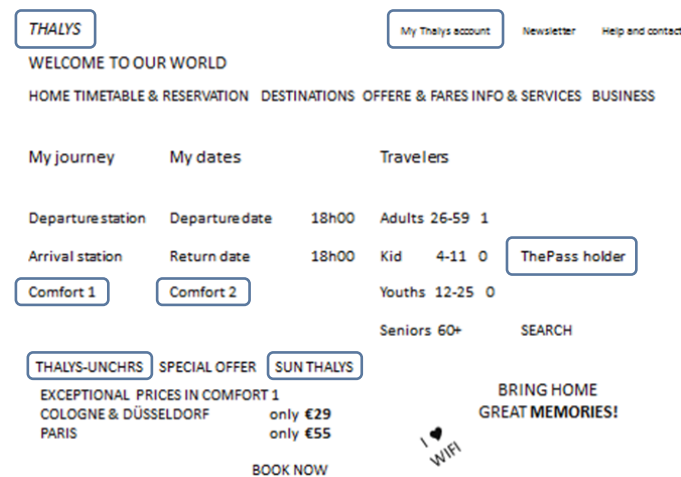 THALYS My Thalys account Newsletter Help and contact
WELCOME TO OUR WORLD
HOME TIMETABLE & RESERVATION DESTINATIONS OFFERE & FARES INFO & SERVICES BUSINESS
My journey My dates Travelers
Departure station Departure date 18h00 Adults 26-59 1
Arrival station Return date 18h00 Kid 4-11 0 ThePass holder
Comfort 1 Comfort 2 Youths 12-25 0
Seniors 60+ SEARCH
THALYS-UNCHRS SPECIAL OFFER SUN THALYS
EXCEPTIONAL PRICES IN COMFORT 1
COLOGNE & DÜSSELDORF only €29
PARIS only €55
BOOK NOW
BRING HOME
GREAT MEMORIES!
I ♥
WIFI